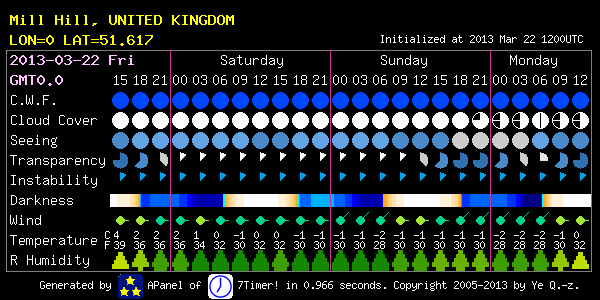 Mill Hill, UNITED KINGDOM
LON=0 LAT=51.617
Initialized at 2013 Mar 22 1200UTC
2013-03-22 Fri Saturday Sunday Monday
GMT0.0 15 18 21 00 03 06 09 12 15 18 21 00 03 06 09 12 15 18 21 00 03 06 09 12
C.W.F.
Cloud Cover
Seeing
Transparency
Instability
Darkness
Wind
Temperature C 4 2 2 2 1 0 -1 0 0 -1 -1 -1 -1 -2 -1 -1 -1 -1 -1 -2 -2 -2 -1 0
F 39 36 36 36 34 32 30 32 32 30 30 30 30 28 30 30 30 30 30 28 28 28 30 32
R Humidity
Generated by APanel of 7Timer! in 0.966 seconds. Copyright 2005-2013 by Ye Q.-z.